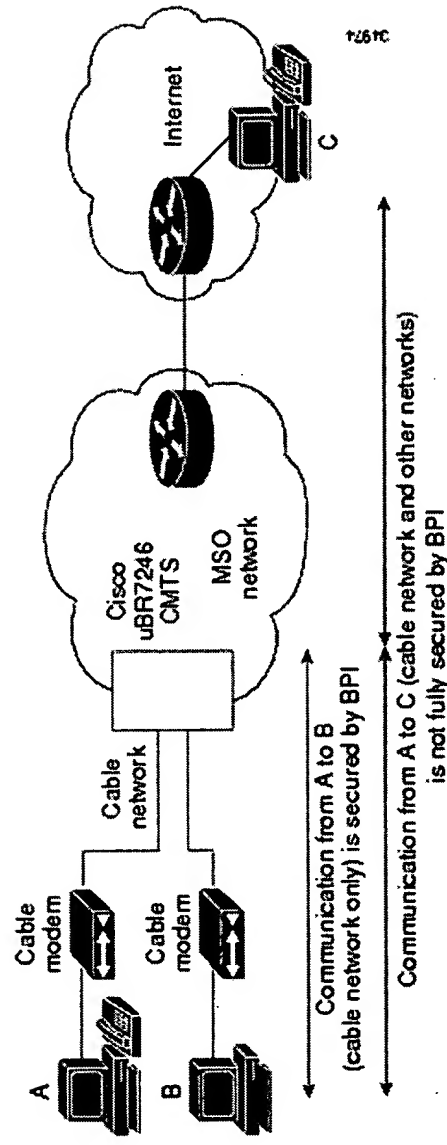 A
Cable
modem
B
Cable
modem
Cable
network
Cisco
uBR7246
CMTS
MSO
network
Internet
C
Communication from A to B
(cable network only) is secured by BPI
Communication from A to C (cable network and other networks)
is not fully secured by BPI